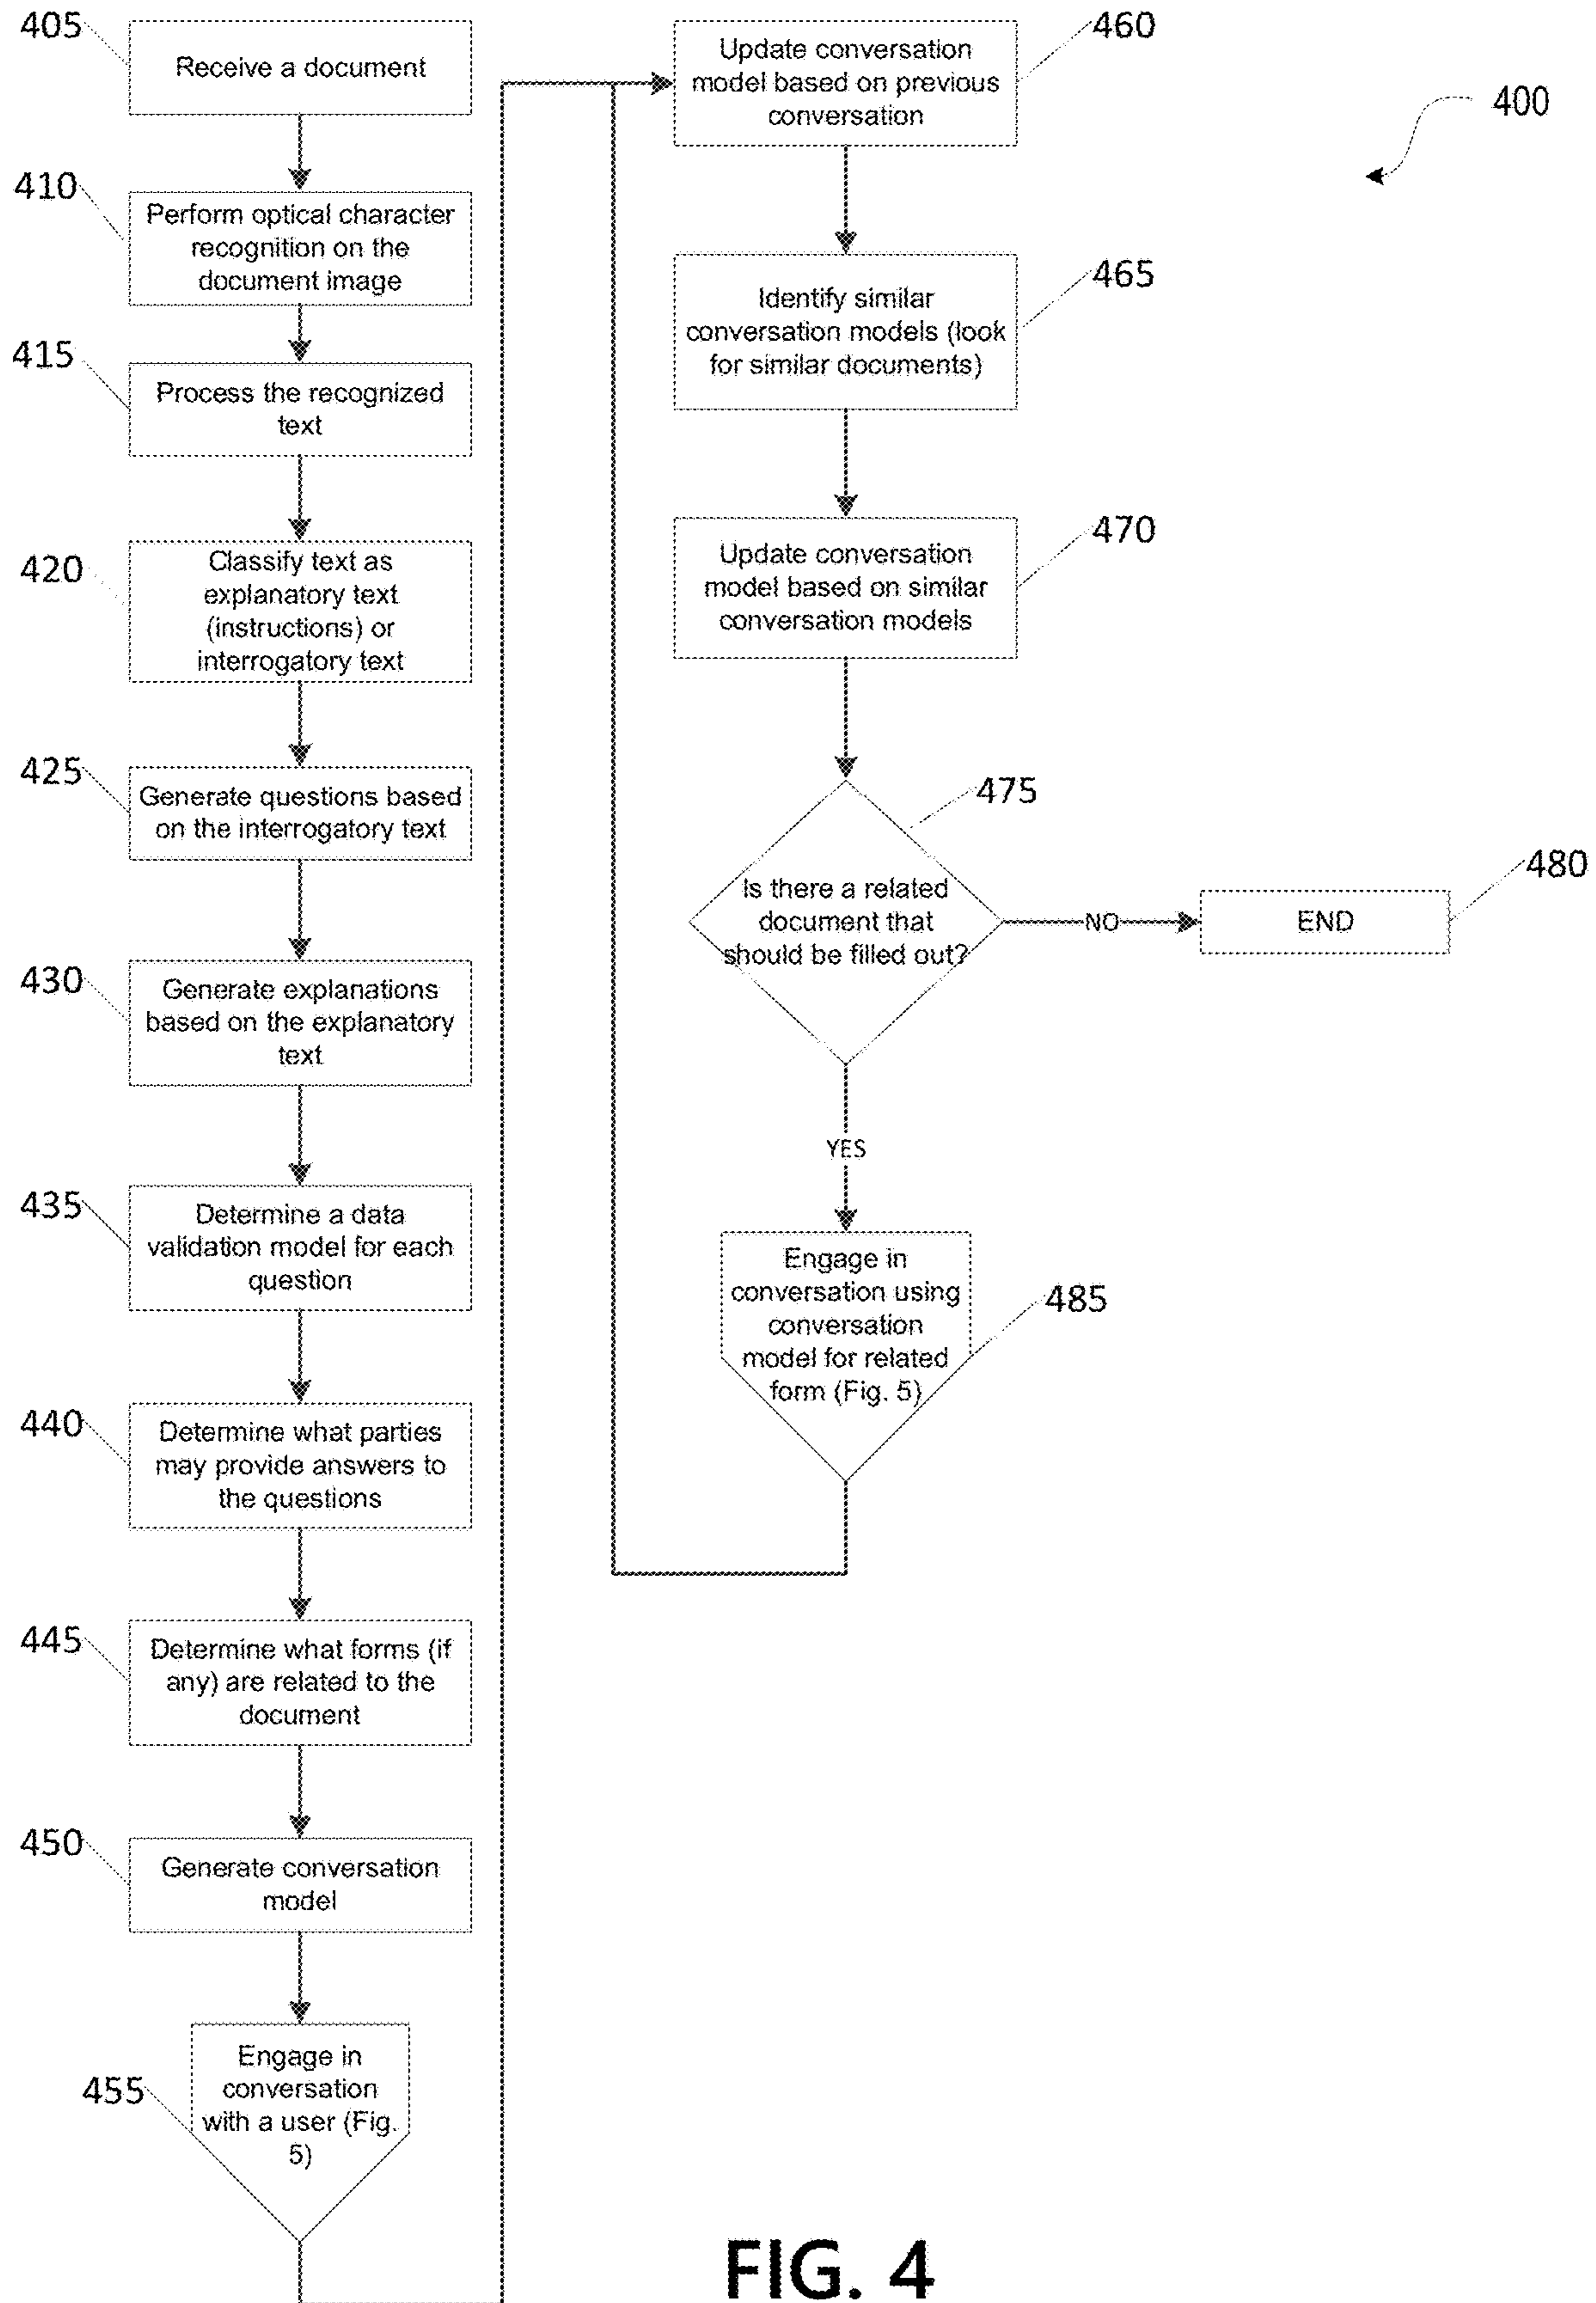 405
Receive a document
410
Perform optical character
recognition on the
document image
415
Process the recognized
text
420
Classify text as
explanatory text
(instructions) or
interrogatory text
425
Generate questions based
on the interrogatory text
430
Generate explanations
based on the explanatory
text
435
Determine a data
validation model for each
question
440
Determine what parties
may provide answers to
the questions
445
Determine what forms (if
any) are related to the
document
450
Generate conversation
model
455
Engage in
conversation
with a user (Fig.
5)
460
Update conversation
model based on previous
conversation
400
465
Identify similar
conversation models (look
for similar documents)
470
Update conversation
model based on similar
conversation models
475
Is there a related
document that
should be filled out?
NO
480
END
YES
485
Engage in
conversation using
conversation
model for related
form (Fig. 5)
FIG. 4